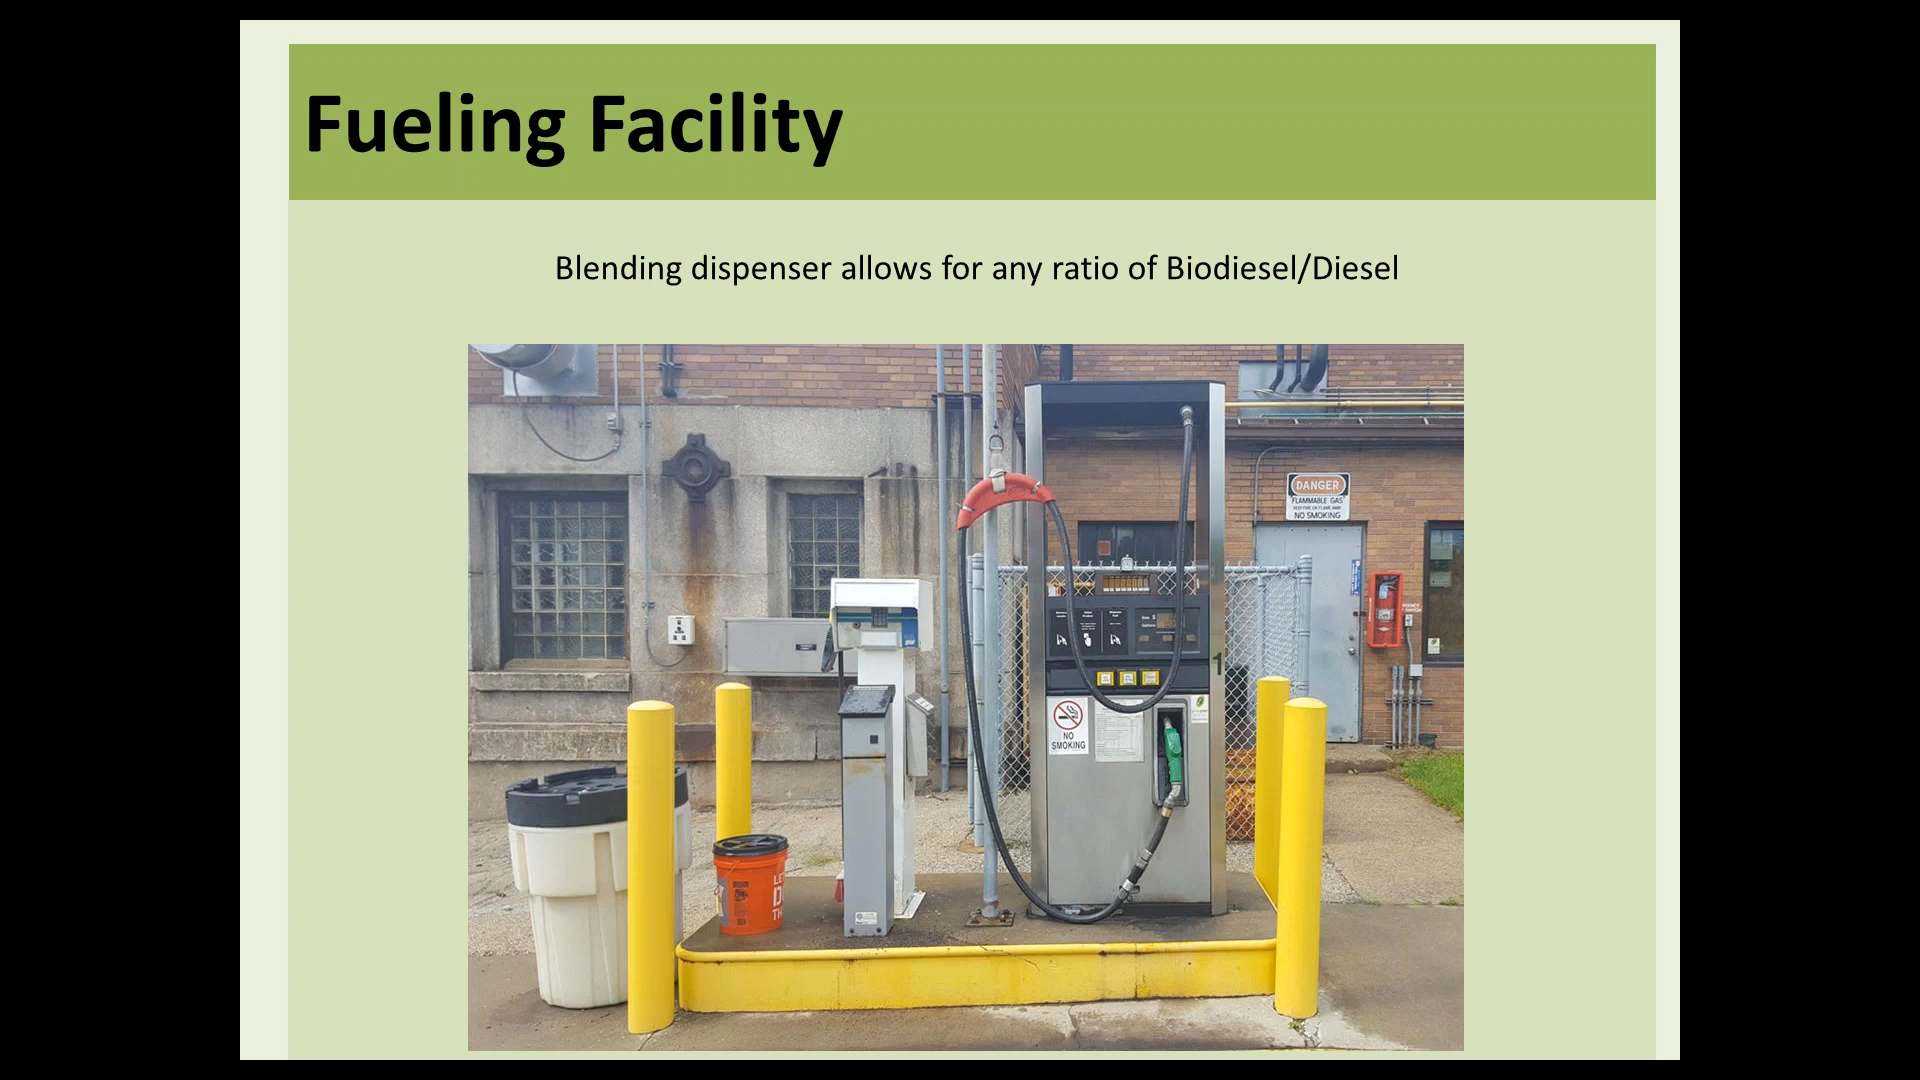 Fueling Facility
Blending dispenser allows for any ratio of Biodiesel/Diesel
DANGER
FLAMMABLE GAS
NO SMOKING
1
NO
SMOKING